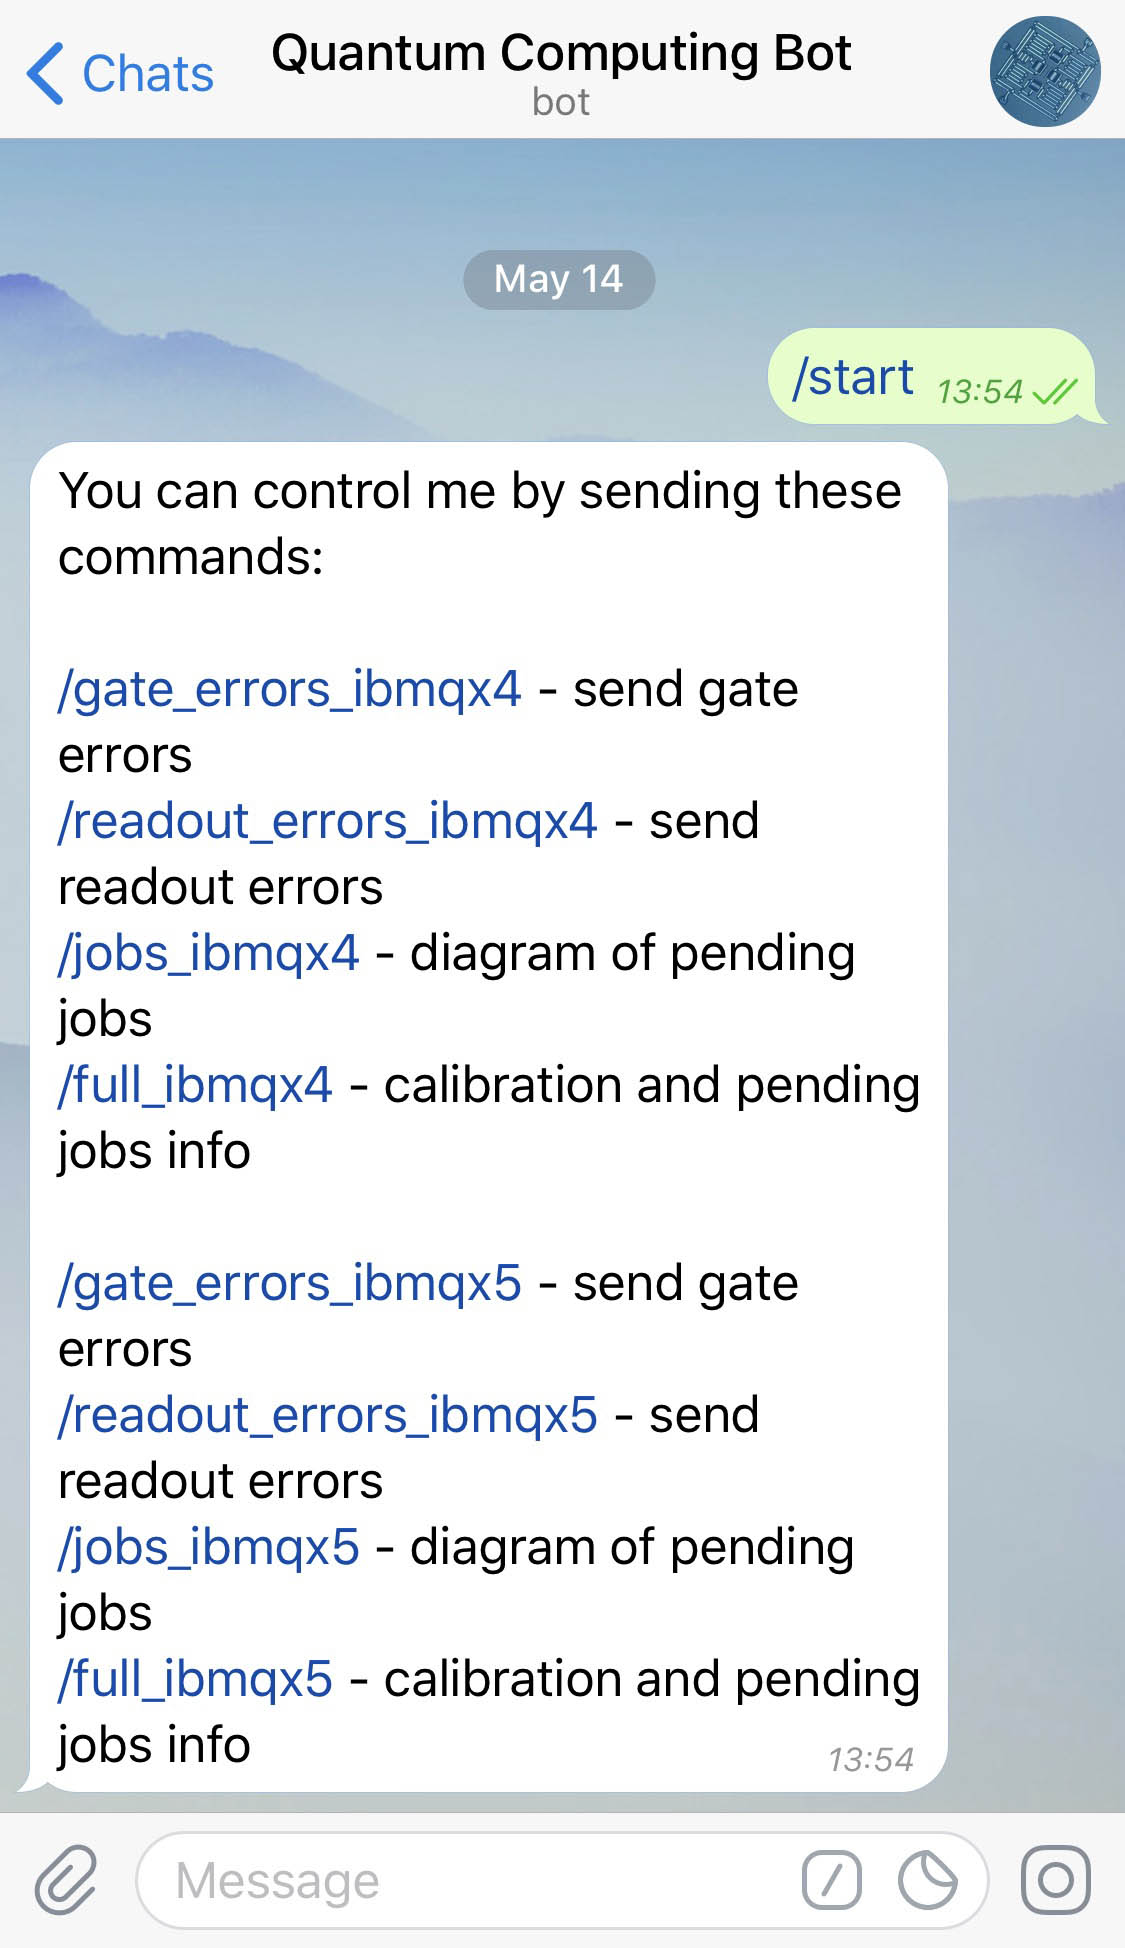 Chats
Quantum Computing Bot
bot
May 14
/start 13:54
You can control me by sending these
commands:
/gate_errors_ibmqx4 - send gate
errors
/readout_errors_ibmqx4 - send
readout errors
/jobs_ibmqx4 - diagram of pending
jobs
/full_ibmqx4 - calibration and pending
jobs info
/gate_errors_ibmqx5 - send gate
errors
/readout_errors_ibmqx5 - send
readout errors
/jobs_ibmqx5 - diagram of pending
jobs
/full_ibmqx5 - calibration and pending
jobs info
13:54
Message